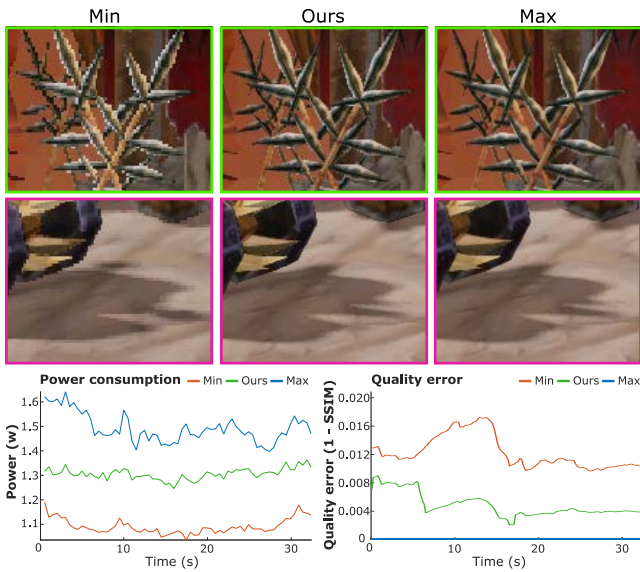 Min Ours Max
Power consumption Min Ours Max
Quality error Min Ours Max
Power (w)
1.6
1.5
1.4
1.3
1.2
1.1
0 10 20 30
Time (s)
Quality error (1 - SSIM)
0.020
0.016
0.012
0.008
0.004
0
0 10 20 30
Time (s)